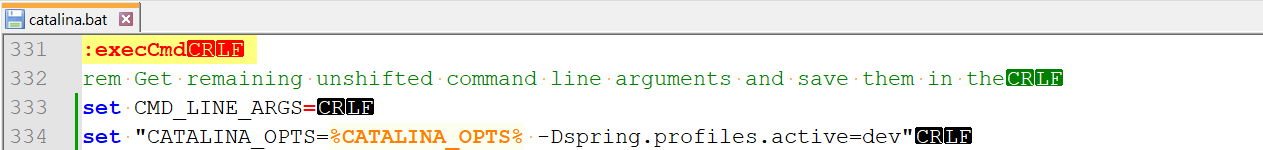 catalina.bat
331 :execCmdCRLF
332 rem Get remaining unshifted command line arguments and save them in theCRLF
333 set CMD_LINE_ARGS=CRLF
334 set "CATALINA_OPTS=%CATALINA_OPTS% -Dspring.profiles.active=dev"CRLF